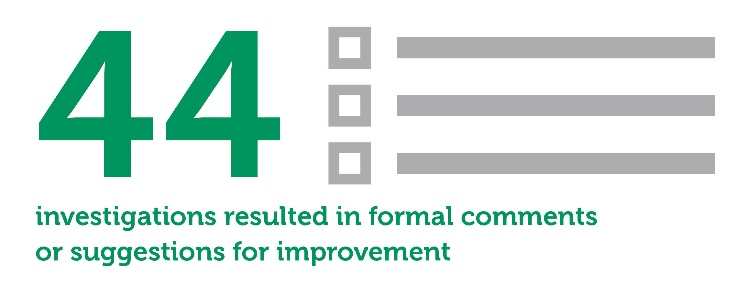 44
investigations resulted in formal comments
or suggestions for improvement